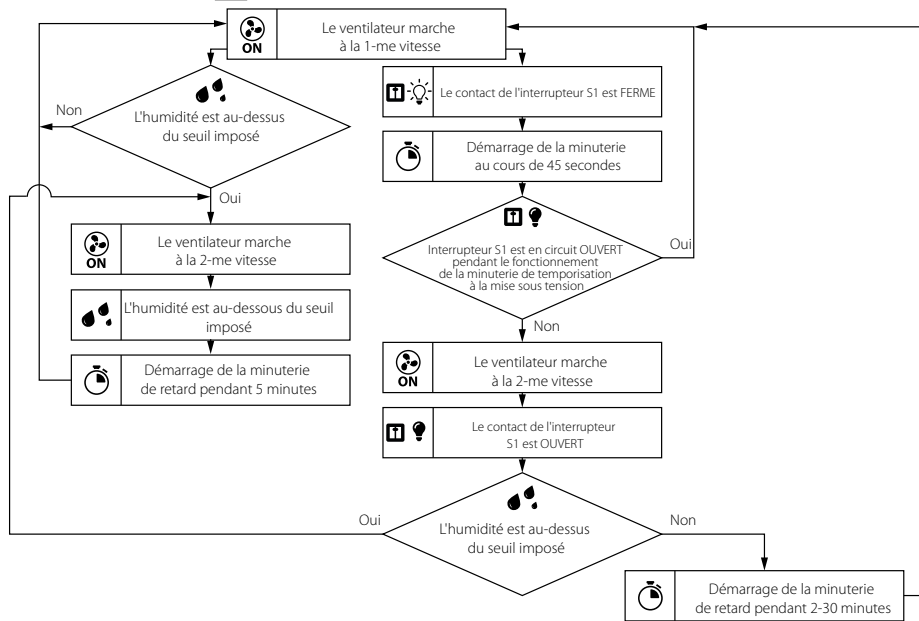 ON
Le ventilateur marche
à la 1-me vitesse
L'humidité est au-dessus
du seuil imposé
Non
Oui
ON
Le ventilateur marche
à la 2-me vitesse
L'humidité est au-dessous du seuil
imposé
Démarrage de la minuterie
de retard pendant 5 minutes
Le contact de l'interrupteur S1 est FERME
Démarrage de la minuterie
au cours de 45 secondes
Interrupteur S1 est en circuit OUVERT
pendant le fonctionnement
de la minuterie de temporisation
à la mise sous tension
Oui
Non
ON
Le ventilateur marche
à la 2-me vitesse
Le contact de l'interrupteur
S1 est OUVERT
Oui
L'humidité est au-dessus
du seuil imposé
Non
Démarrage de la minuterie
de retard pendant 2-30 minutes